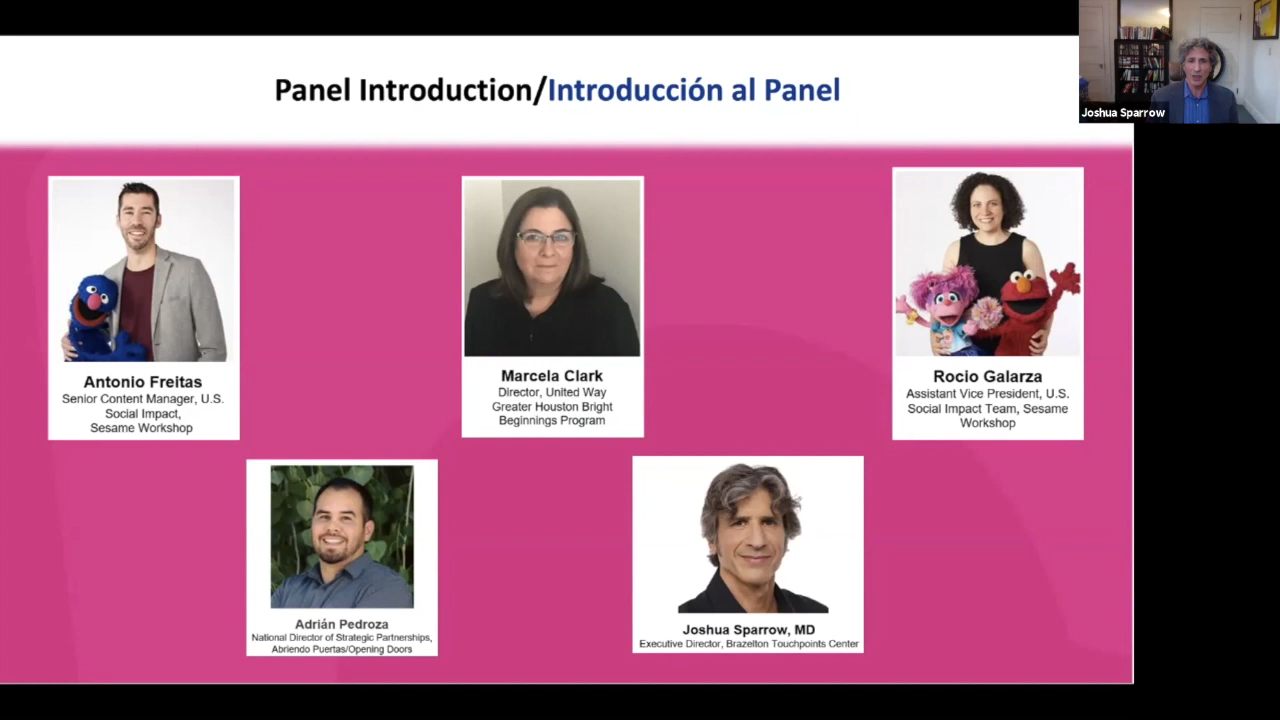 Panel Introduction/Introducción al Panel
Joshua Sparrow
Antonio Freitas
Senior Content Manager, U.S.
Social Impact,
Sesame Workshop
Marcela Clark
Director, United Way
Greater Houston Bright
Beginnings Program
Rocio Galarza
Assistant Vice President, U.S.
Social Impact Team, Sesame
Workshop
Adrián Pedroza
National Director of Strategic Partnerships,
Abriendo Puertas/Opening Doors
Joshua Sparrow, MD
Executive Director, Brazelton Touchpoints Center